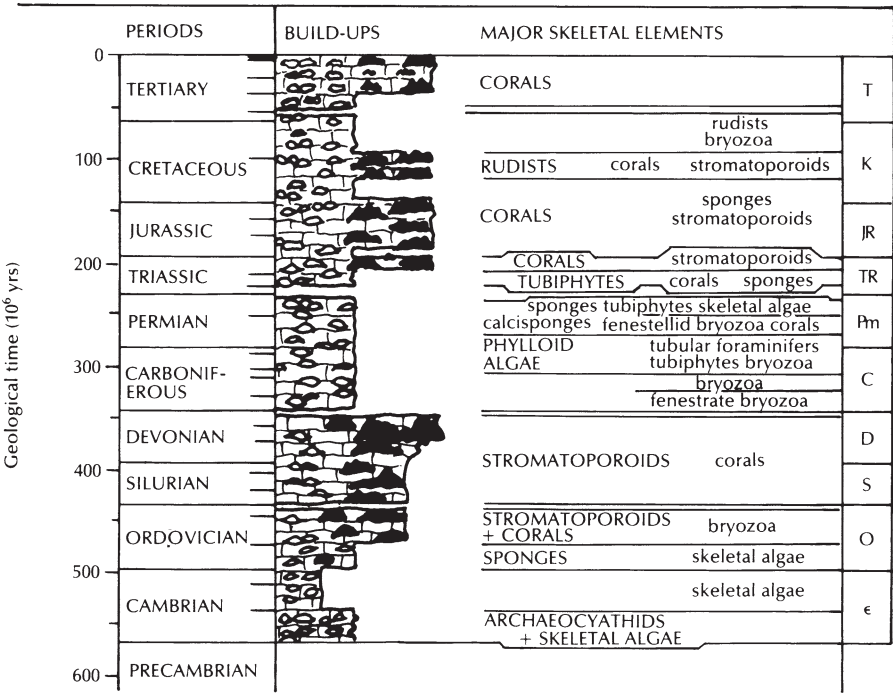 PERIODS BUILD-UPS MAJOR SKELETAL ELEMENTS
Geological time (10⁶ yrs)
0
TERTIARY CORALS T
rudists
bryozoa
100
CRETACEOUS RUDISTS corals stromatoporoids K
sponges
CORALS stromatoporoids
JURASSIC JR
CORALS stromatoporoids
200
TRIASSIC TUBIPHYTES corals sponges TR
sponges tubiphytes skeletal algae
PERMIAN calcisponges fenestellid bryozoa corals Pm
PHYLLOID tubular foraminifers
ALGAE tubiphytes bryozoa
300
CARBONIF-
EROUS bryozoa C
fenestrate bryozoa
DEVONIAN D
STROMATOPOROIDS corals
400
SILURIAN S
STROMATOPOROIDS
+ CORALS bryozoa
ORDOVICIAN O
SPONGES skeletal algae
500
skeletal algae
CAMBRIAN ϵ
ARCHAEOCYATHIDS
+ SKELETAL ALGAE
PRECAMBRIAN
600